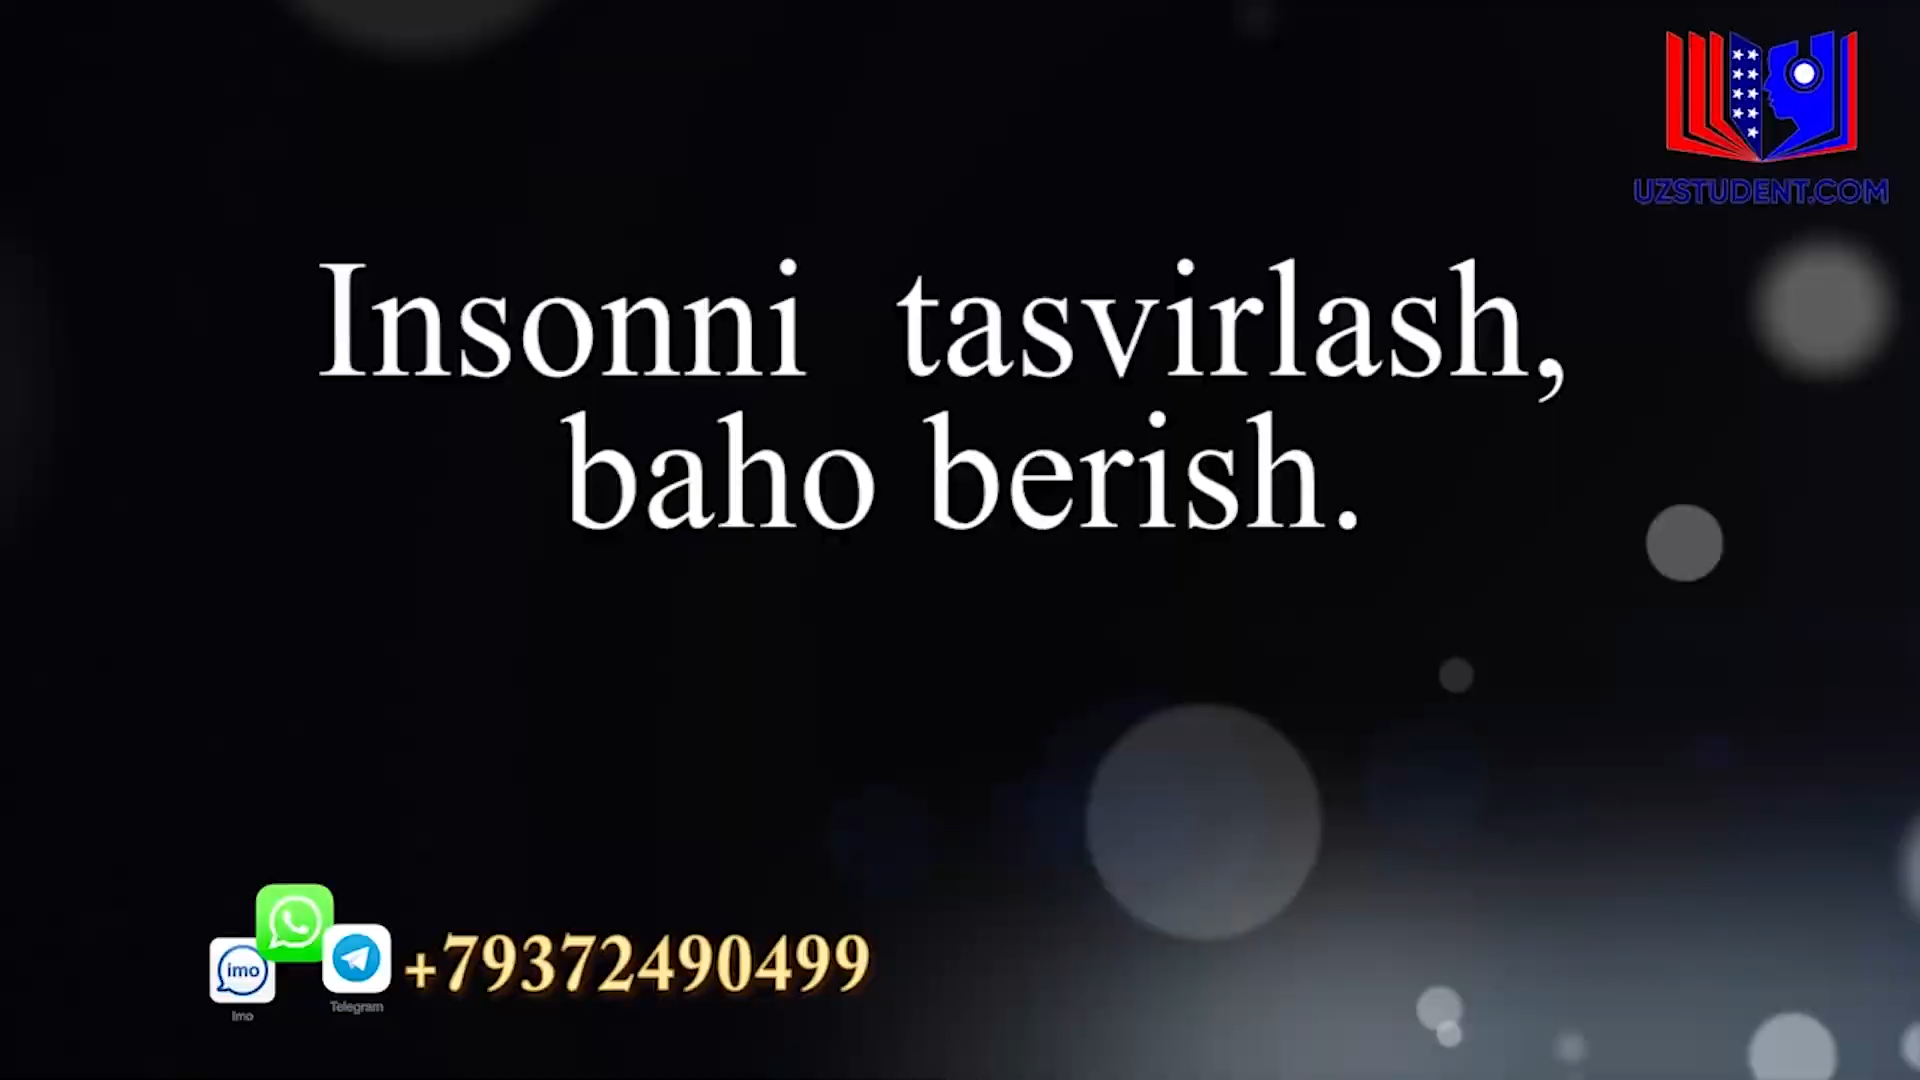 UZSTUDENT.COM
Insonni tasvirlash,
baho berish.
imo
Imo
Telegram
+79372490499